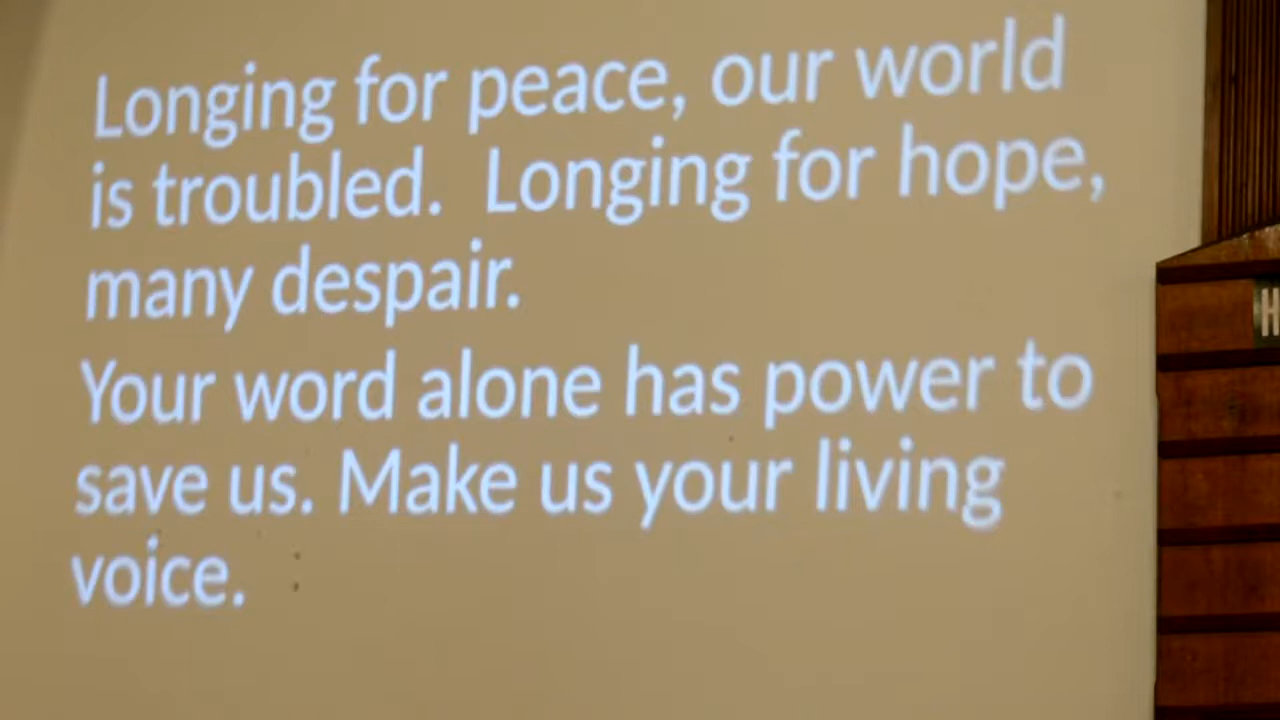 Longing for peace, our world
is troubled.  Longing for hope,
many despair.
Your word alone has power to
save us. Make us your living
voice.
H